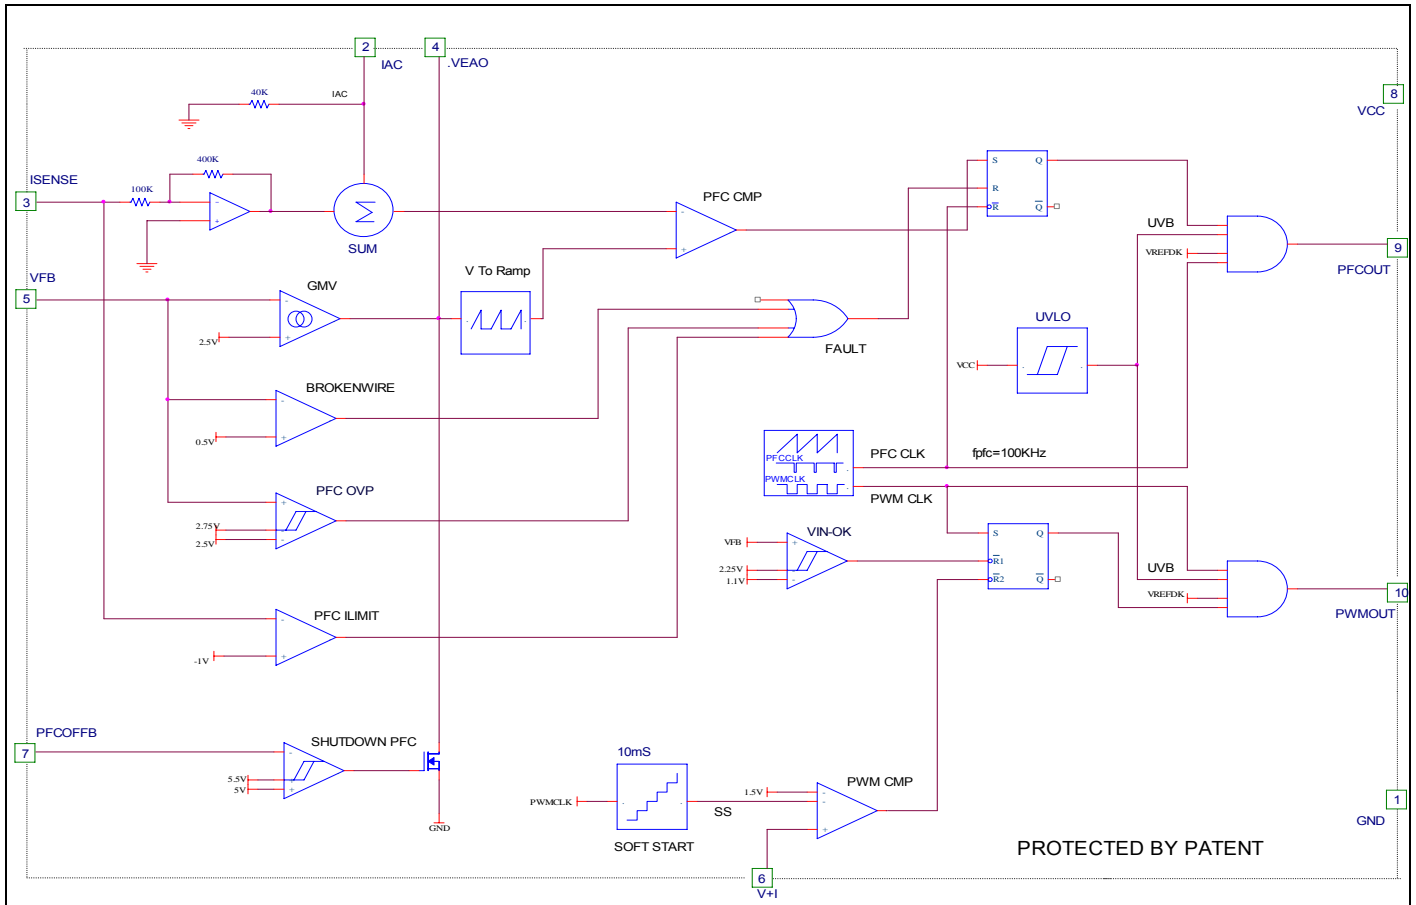 2
IAC
4
.VEAO
8
VCC
40K
IAC
400K
ISENSE
3
100K
-
+
Σ
SUM
PFC CMP
-
+
S
Q
R
R
Q
UVB
VREFDK
9
PFCOUT
VFB
5
GMV
-
+
2.5V
V To Ramp
FAULT
UVLO
VCC
BROKENWIRE
-
+
0.5V
PFCCLK
PWMCLK
PFC CLK
fpfc=100KHz
PWM CLK
PFC OVP
+
-
2.75V
2.5V
VIN-OK
VFB
+
-
2.25V
1.1V
S
Q
R1
R2
Q
UVB
VREFDK
10
PWMOUT
PFC ILIMIT
-
+
-1V
PFCOFFB
7
SHUTDOWN PFC
-
+
5.5V
5V
GND
10mS
PWMCLK
SS
SOFT START
1.5V
PWM CMP
-
-
+
1
GND
6
V+I
PROTECTED BY PATENT